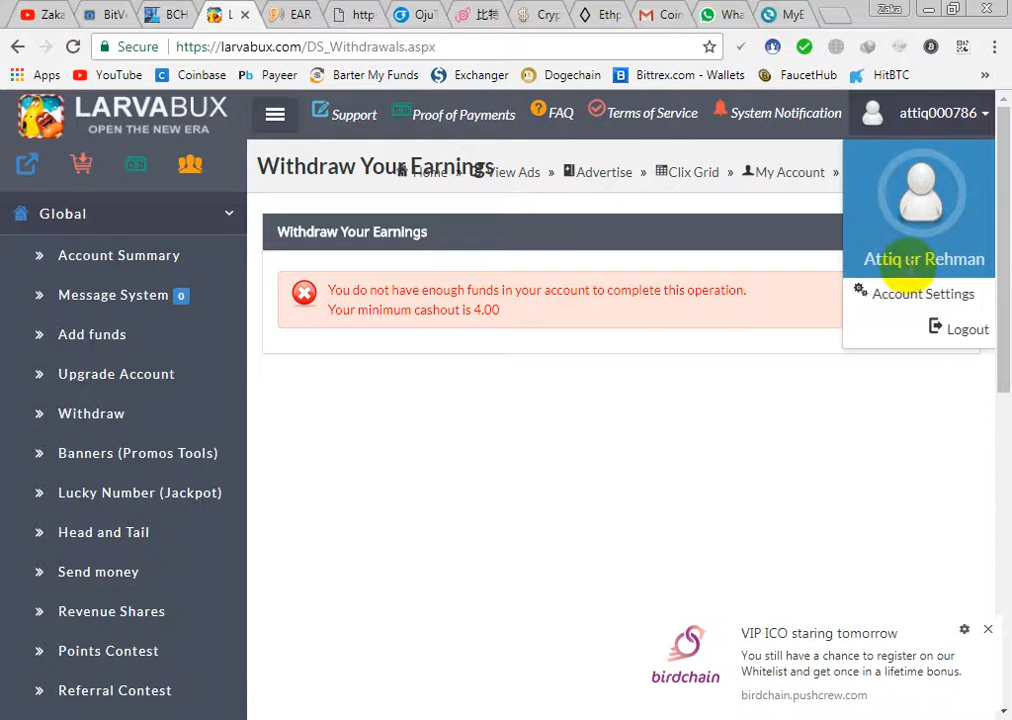 Zaka
BitV
BCH
L
EAR
http
OjuT
比特
Cryp
Ethp
Coin
Wha
MyE
Zaka
Secure
https://larvabux.com/DS_Withdrawals.aspx
Apps
YouTube
Coinbase
Payeer
Barter My Funds
Exchanger
Dogechain
Bittrex.com - Wallets
FaucetHub
HitBTC
»
LARVABUX
OPEN THE NEW ERA
Support
Proof of Payments
FAQ
Terms of Service
System Notification
attiq000786
Withdraw Your Earnings
Home » View Ads » Advertise » Clix Grid » My Account »
Attiq ur Rehman
Account Settings
Logout
Global
Account Summary
Message System 0
Add funds
Upgrade Account
Withdraw
Banners (Promos Tools)
Lucky Number (Jackpot)
Head and Tail
Send money
Revenue Shares
Points Contest
Referral Contest
Withdraw Your Earnings
You do not have enough funds in your account to complete this operation.
Your minimum cashout is 4.00
birdchain
VIP ICO staring tomorrow
You still have a chance to register on our
Whitelist and get once in a lifetime bonus.
birdchain.pushcrew.com